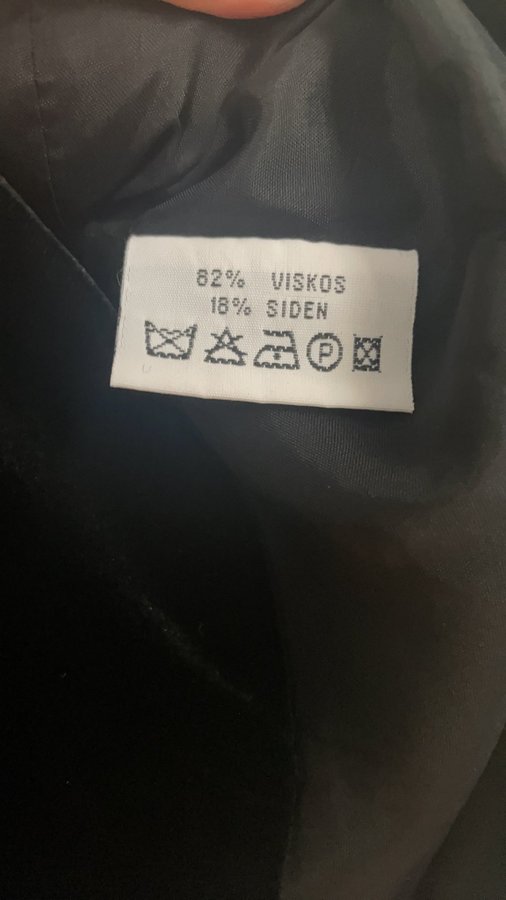 82% VISKOS
18% SIDEN
P